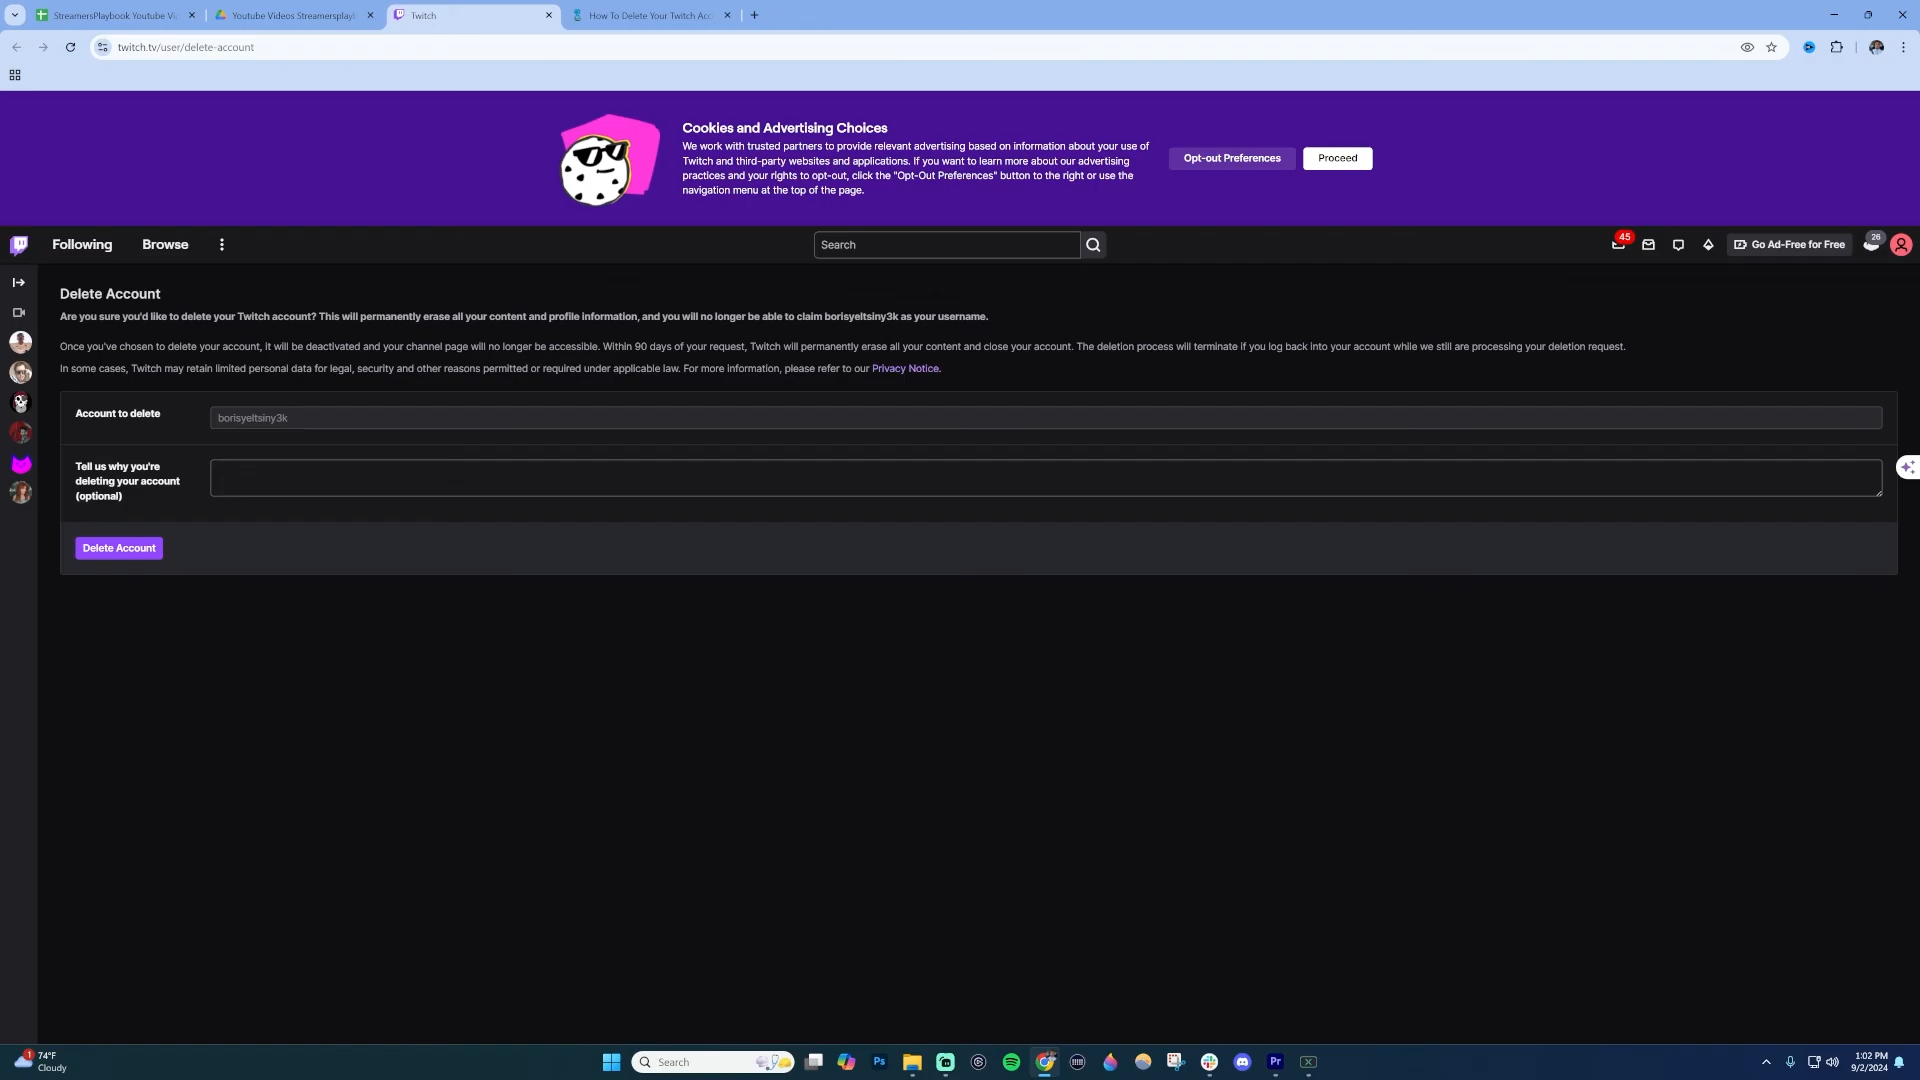 StreamersPlaybook Youtube Vi
Youtube Videos Streamersplay
Twitch
How To Delete Your Twitch Acc
twitch.tv/user/delete-account
Cookies and Advertising Choices
We work with trusted partners to provide relevant advertising based on information about your use of
Twitch and third-party websites and applications. If you want to learn more about our advertising
practices and your rights to opt-out, click the "Opt-Out Preferences" button to the right or use the
navigation menu at the top of the page.
Opt-out Preferences
Proceed
Following
Browse
Search
45
Go Ad-Free for Free
26
Delete Account
Are you sure you'd like to delete your Twitch account? This will permanently erase all your content and profile information, and you will no longer be able to claim borisyeltsiny3k as your username.
Once you've chosen to delete your account, it will be deactivated and your channel page will no longer be accessible. Within 90 days of your request, Twitch will permanently erase all your content and close your account. The deletion process will terminate if you log back into your account while we still are processing your deletion request.
In some cases, Twitch may retain limited personal data for legal, security and other reasons permitted or required under applicable law. For more information, please refer to our Privacy Notice.
Account to delete
borisyeltsiny3k
Tell us why you're
deleting your account
(optional)
Delete Account
1
74°F
Cloudy
Search
Ps
Pr
1:02 PM
9/2/2024